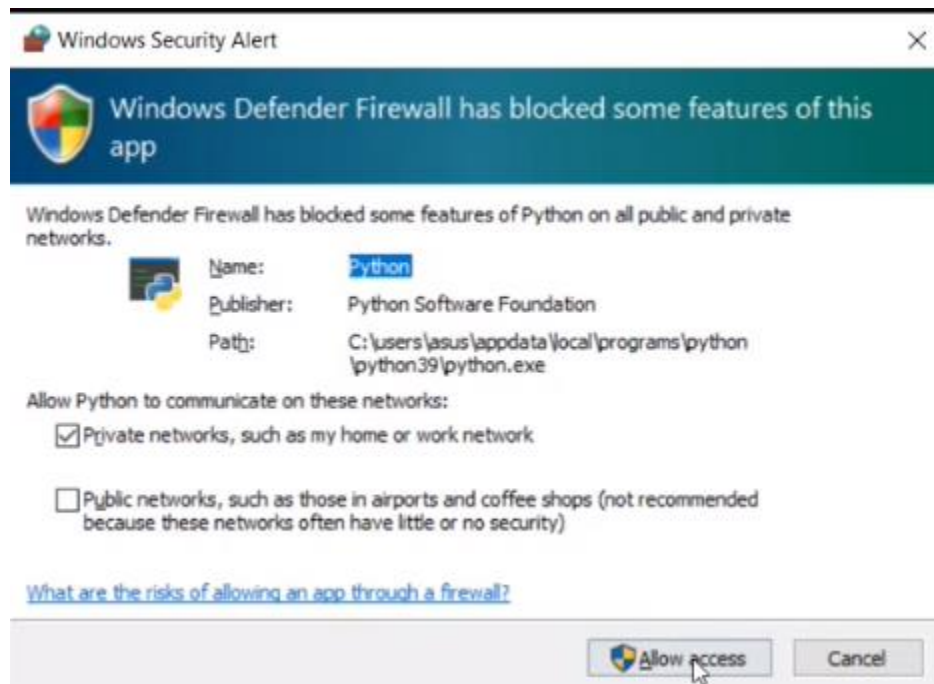 Windows Security Alert
Windows Defender Firewall has blocked some features of this
app
Windows Defender Firewall has blocked some features of Python on all public and private
networks.
Name: Python
Publisher: Python Software Foundation
Path: C:\users\asus\appdata\local\programs\python
\python39\python.exe
Allow Python to communicate on these networks:
Private networks, such as my home or work network
Public networks, such as those in airports and coffee shops (not recommended
because these networks often have little or no security)
What are the risks of allowing an app through a firewall?
Allow access Cancel